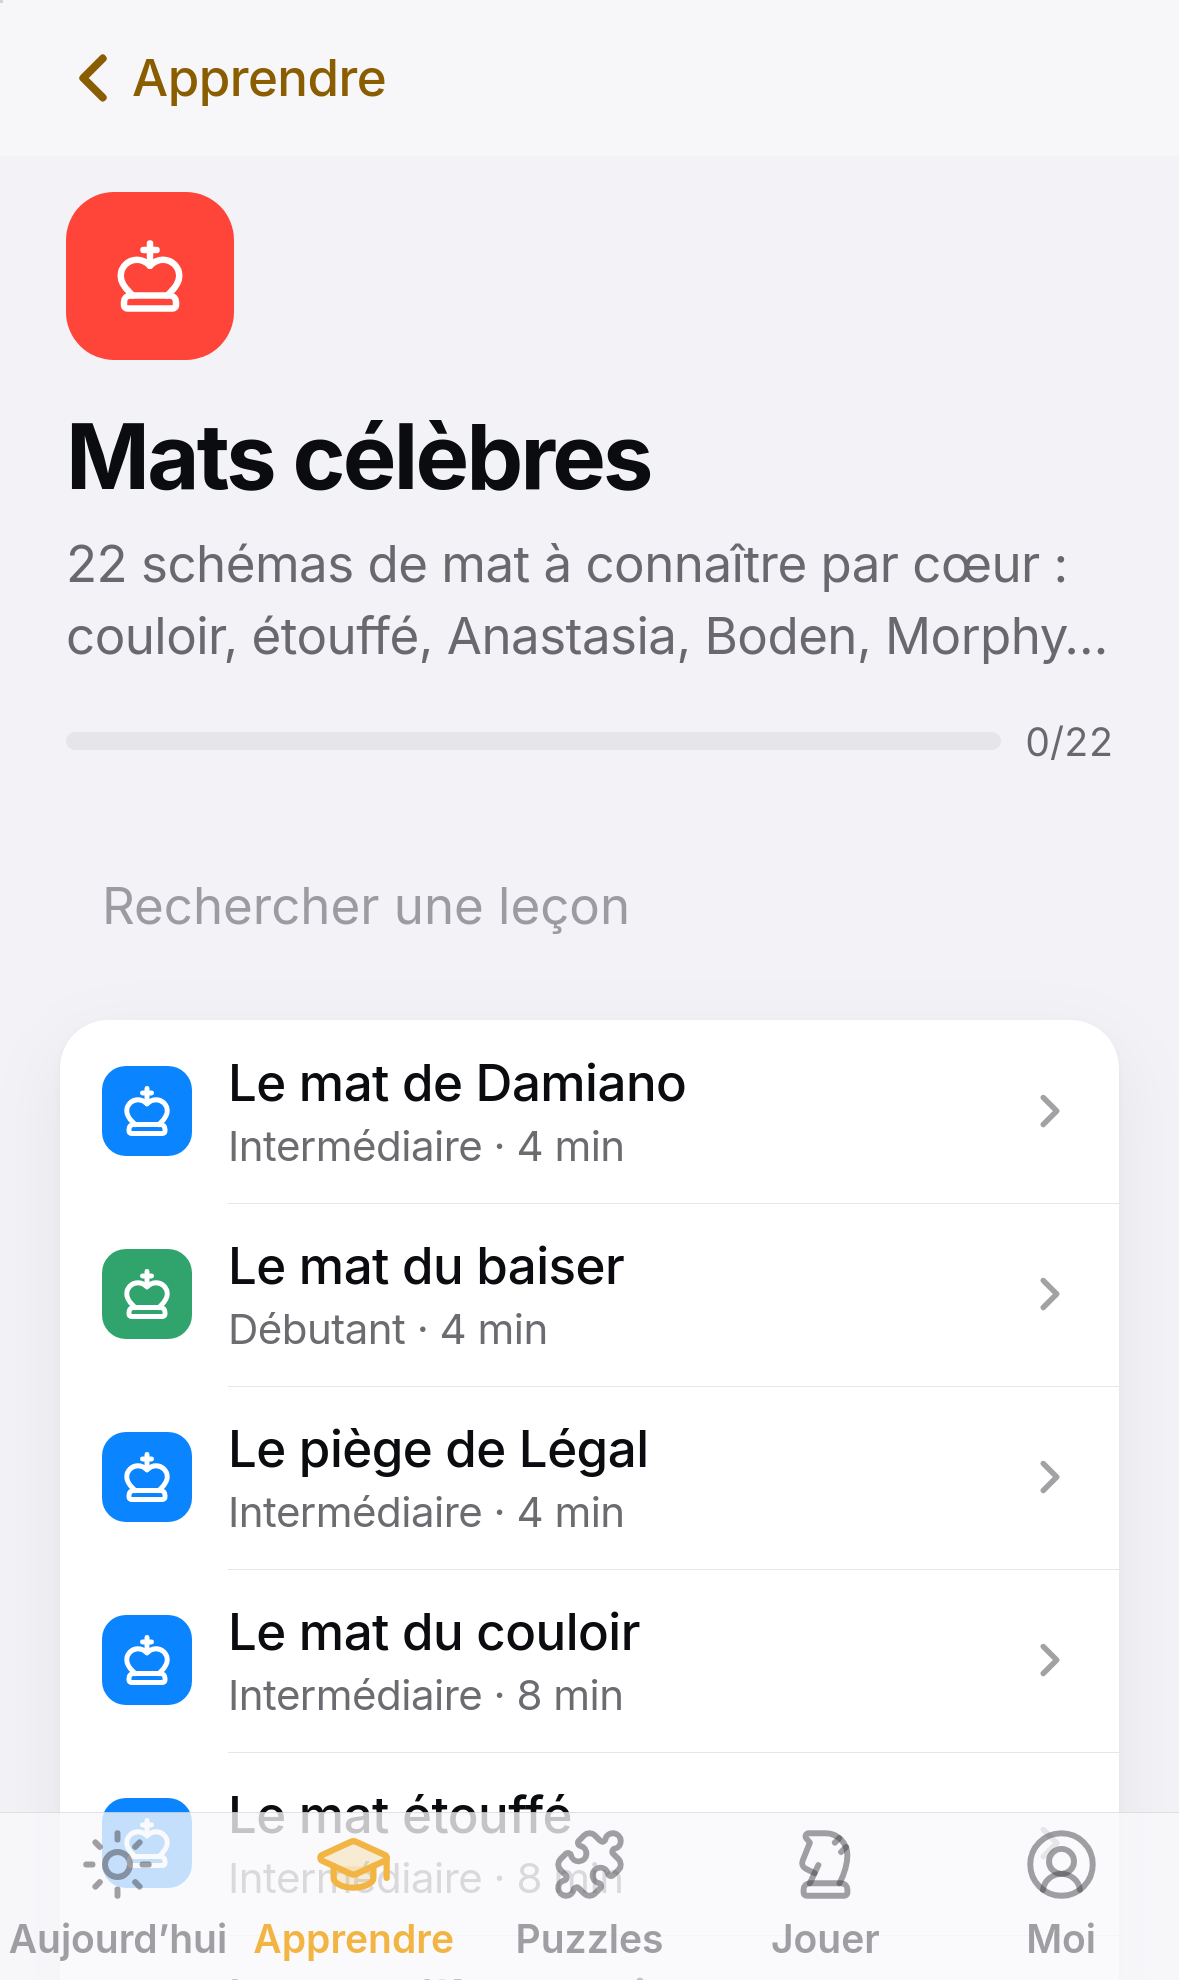 Apprendre
Mats célèbres
22 schémas de mat à connaître par cœur :
couloir, étouffé, Anastasia, Boden, Morphy…
0/22
Rechercher une leçon
Le mat de Damiano
Intermédiaire · 4 min
Le mat du baiser
Débutant · 4 min
Le piège de Légal
Intermédiaire · 4 min
Le mat du couloir
Intermédiaire · 8 min
Le mat étouffé
Intermédiaire · 8 min
Aujourd’hui
Apprendre
Puzzles
Jouer
Moi